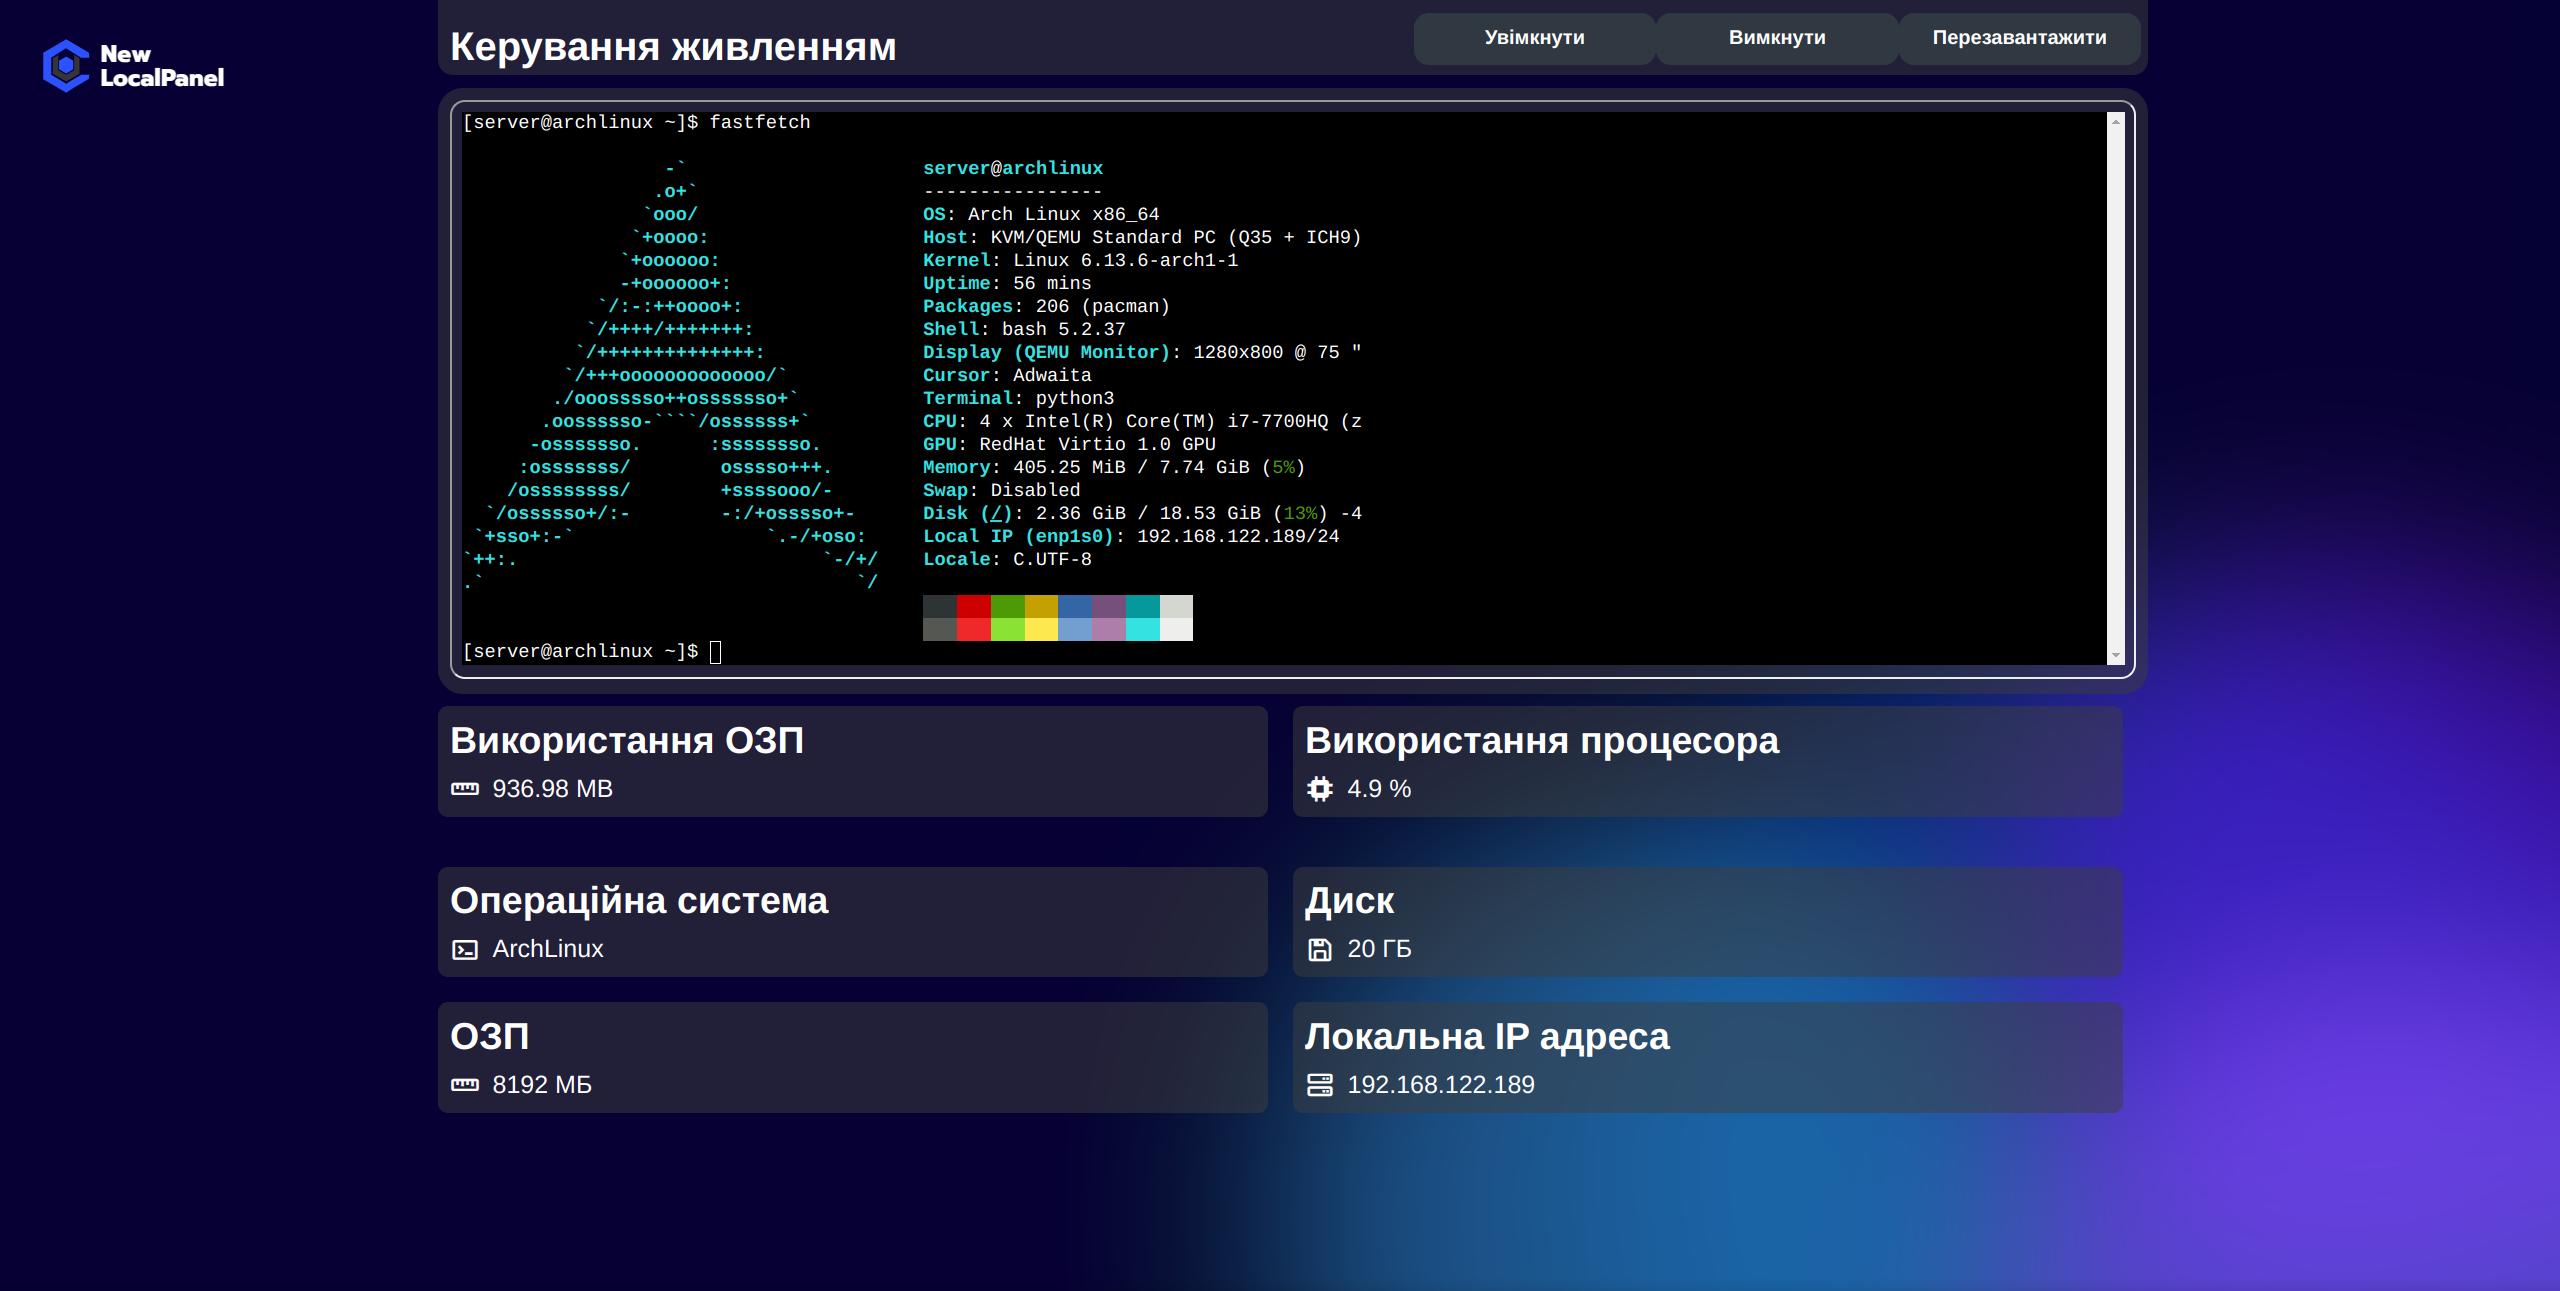 New
LocalPanel
Керування живленням
Увімкнути
Вимкнути
Перезавантажити
[server@archlinux ~]$ fastfetch
                  -`                     server@archlinux
                 .o+`                    ----------------
                `ooo/                    OS: Arch Linux x86_64
               `+oooo:                   Host: KVM/QEMU Standard PC (Q35 + ICH9)
              `+oooooo:                  Kernel: Linux 6.13.6-arch1-1
              -+oooooo+:                 Uptime: 56 mins
            `/:-:++oooo+:                Packages: 206 (pacman)
           `/++++/+++++++:               Shell: bash 5.2.37
          `/++++++++++++++:              Display (QEMU Monitor): 1280x800 @ 75 "
         `/+++ooooooooooooo/`            Cursor: Adwaita
        ./ooosssso++osssssso+`           Terminal: python3
       .oossssso-````/ossssss+`          CPU: 4 x Intel(R) Core(TM) i7-7700HQ (z
      -osssssso.      :ssssssso.         GPU: RedHat Virtio 1.0 GPU
     :osssssss/        osssso+++.        Memory: 405.25 MiB / 7.74 GiB (5%)
    /ossssssss/        +ssssooo/-        Swap: Disabled
  `/ossssso+/:-        -:/+osssso+-      Disk (/): 2.36 GiB / 18.53 GiB (13%) -4
 `+sso+:-`                 `.-/+oso:     Local IP (enp1s0): 192.168.122.189/24
`++:.                           `-/+/    Locale: C.UTF-8
.`                                 `/
[server@archlinux ~]$
Використання ОЗП
936.98 MB
Використання процесора
4.9 %
Операційна система
ArchLinux
Диск
20 ГБ
ОЗП
8192 МБ
Локальна IP адреса
192.168.122.189